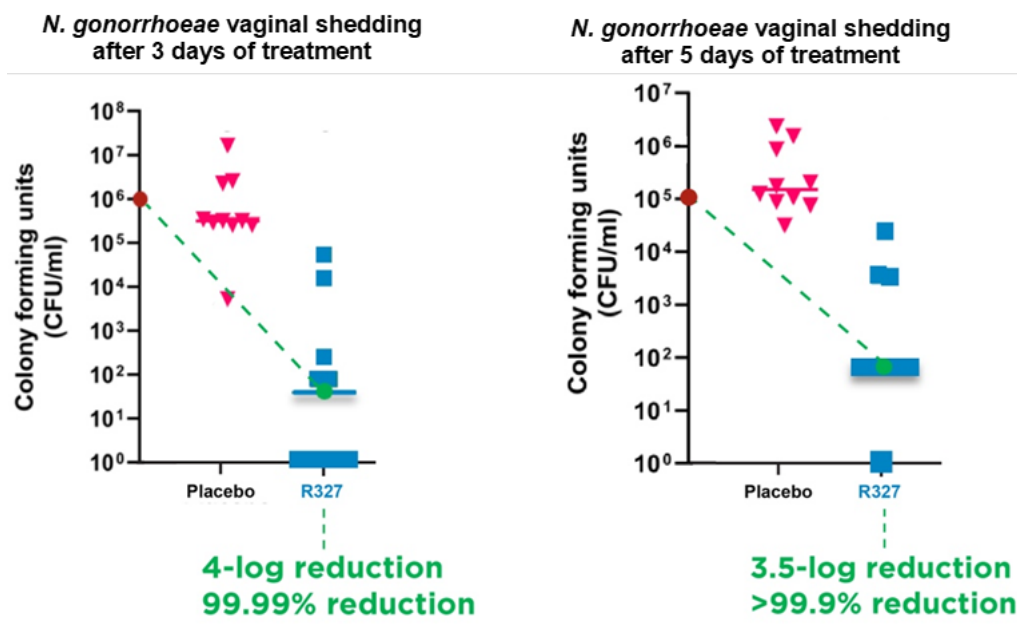 N. gonorrhoeae vaginal shedding
after 3 days of treatment
Colony forming units
(CFU/ml)
10⁸
10⁷
10⁶
10⁵
10⁴
10³
10²
10¹
10⁰
Placebo
R327
4-log reduction
99.99% reduction
N. gonorrhoeae vaginal shedding
after 5 days of treatment
Colony forming units
(CFU/ml)
10⁷
10⁶
10⁵
10⁴
10³
10²
10¹
10⁰
Placebo
R327
3.5-log reduction
>99.9% reduction